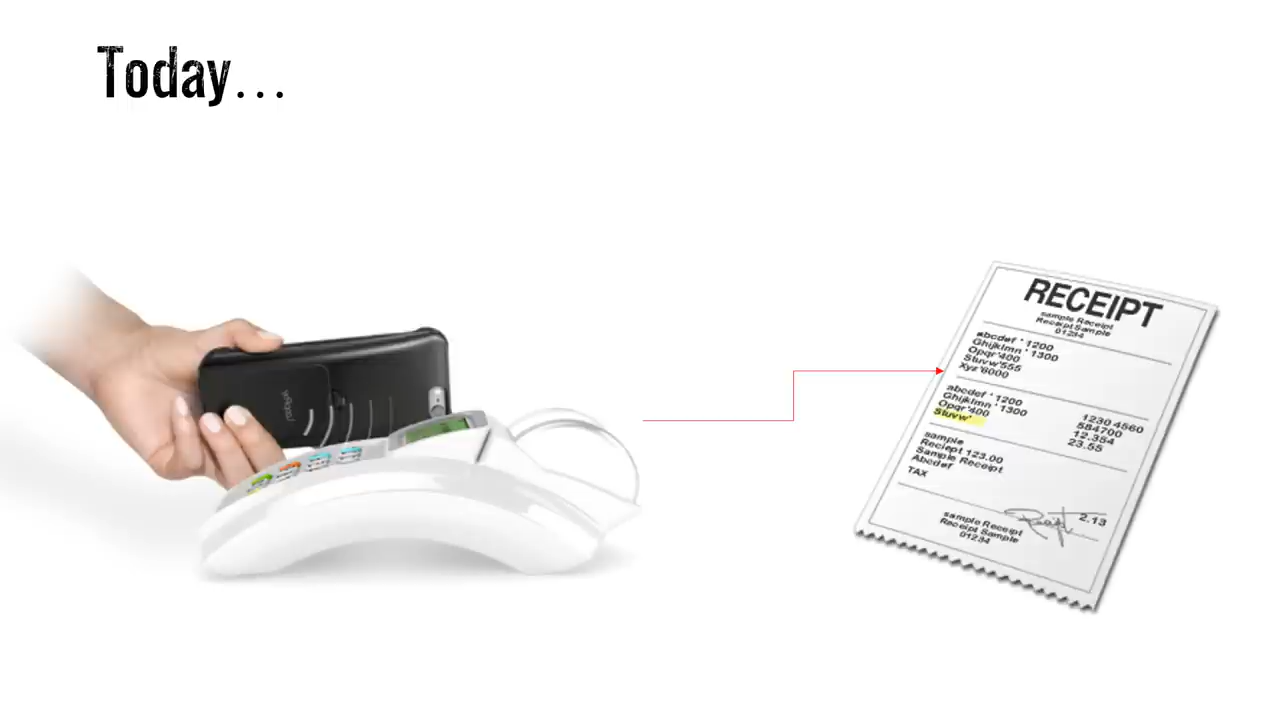 Today...
RECEIPT
sample Receipt
Receipt Sample
01234
abcdef * 1200
Ghijklmn * 1300
Opqr*400
Stuvw*555
Xyz*6000
abcdef * 1200
Ghijklmn * 1300 1230 4560
Opqr*400 584700
Stuvw* 12.354
23.55
sample
Reciept 123.00
Sample Receipt
Abcdef
TAX
2.13
sample Receipt
Receipt Sample
01234